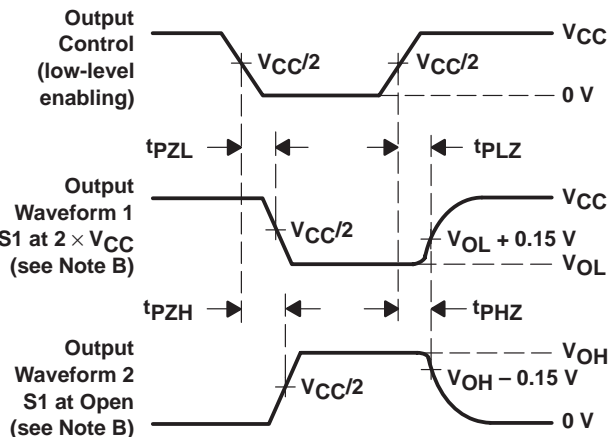 Output
Control
(low-level
enabling)
VCC
VCC/2
VCC/2
0 V
tPZL
tPLZ
Output
Waveform 1
S1 at 2 × VCC
(see Note B)
VCC
VCC/2
VOL + 0.15 V
VOL
tPZH
tPHZ
Output
Waveform 2
S1 at Open
(see Note B)
VOH
VCC/2
VOH – 0.15 V
0 V